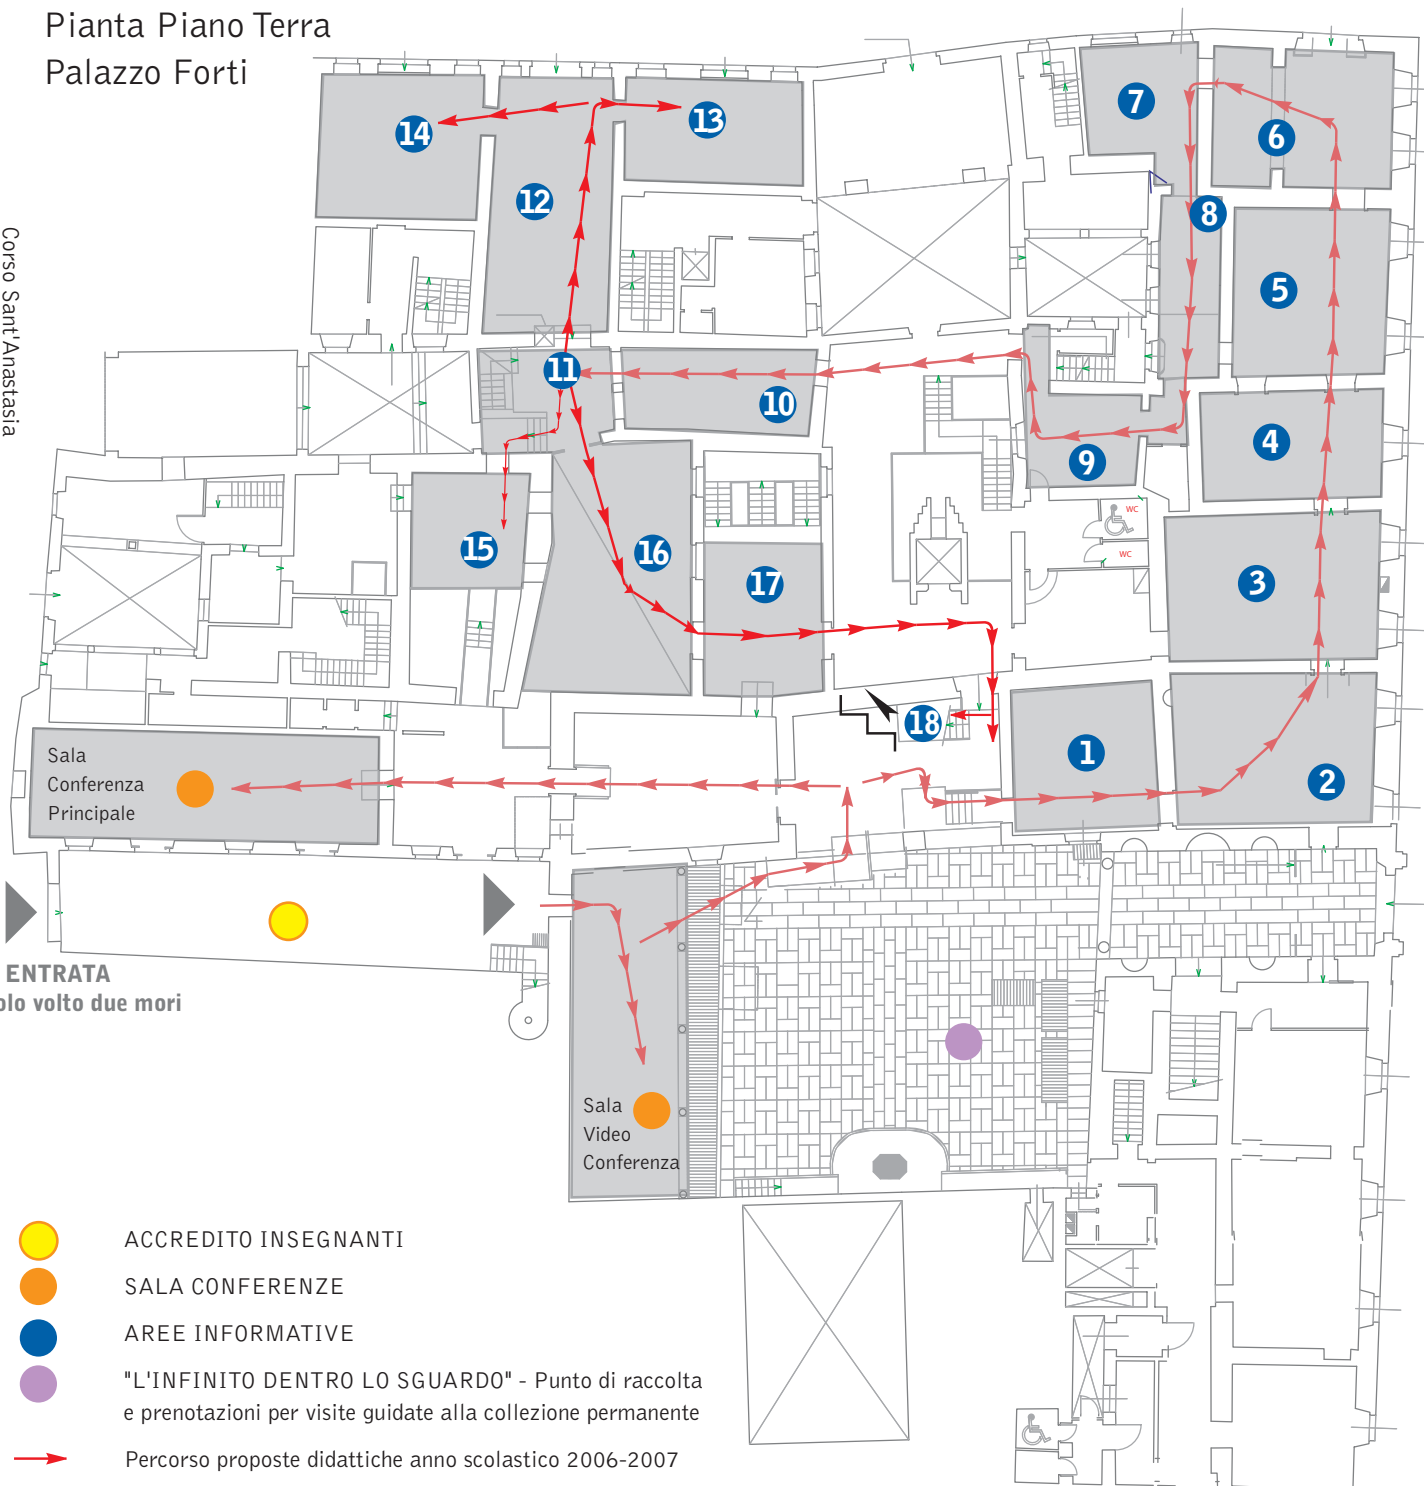 Pianta Piano Terra
Palazzo Forti
Corso Sant'Anastasia
7
14
13
6
12
8
5
11
10
4
9
WC
WC
15
16
17
3
18
1
2
Sala
Conferenza
Principale
ENTRATA
volto due mori
Sala
Video
Conferenza
ACCREDITO INSEGNANTI
SALA CONFERENZE
AREE INFORMATIVE
"L'INFINITO DENTRO LO SGUARDO" - Punto di raccolta
e prenotazioni per visite guidate alla collezione permanente
Percorso proposte didattiche anno scolastico 2006-2007